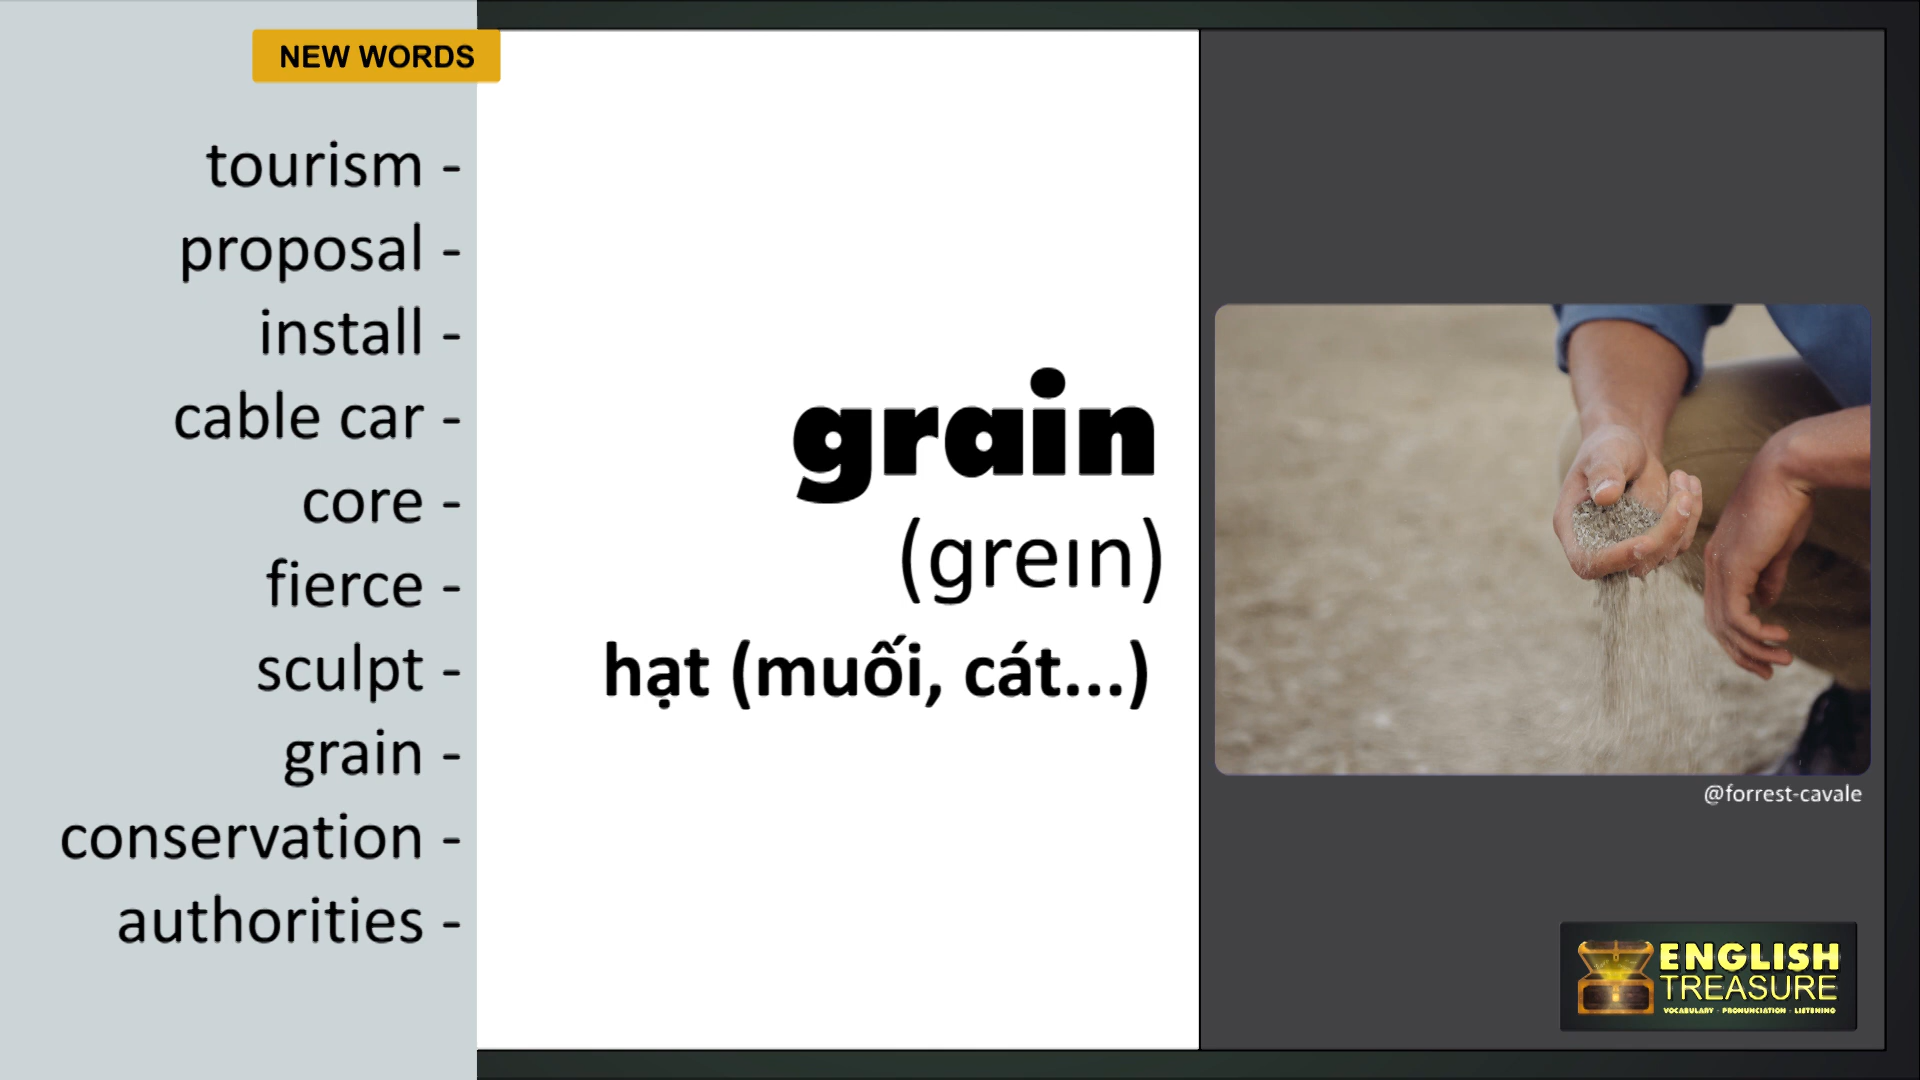 NEW WORDS
tourism -
proposal -
install -
cable car -
core -
fierce -
sculpt -
grain -
conservation -
authorities -
grain
(greɪn)
hạt (muối, cát...)
@forrest-cavale
ENGLISH
TREASURE
VOCABULARY - PRONUNCIATION - LISTENING